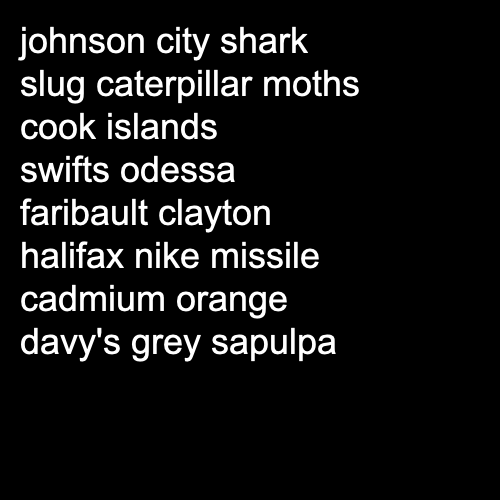 johnson city shark
slug caterpillar moths
cook islands
swifts odessa
faribault clayton
halifax nike missile
cadmium orange
davy's grey sapulpa